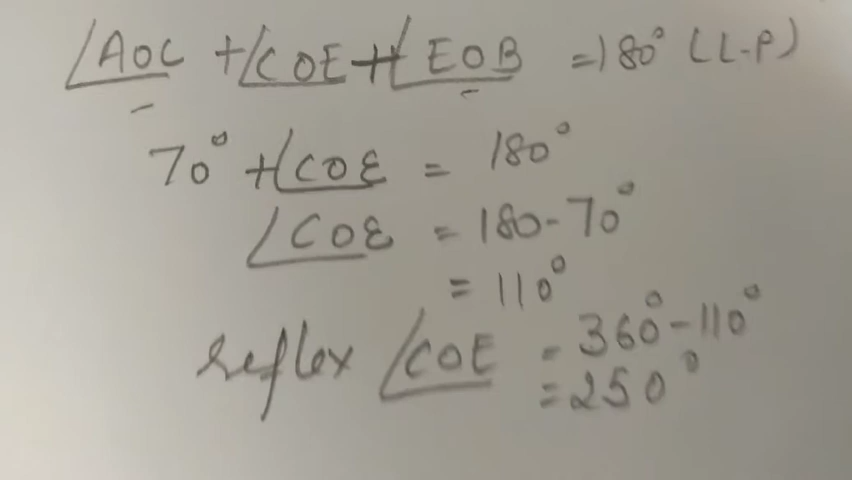 ∠AOC + ∠COE + ∠EOB = 180° (L.P)
70° + ∠COE = 180°
∠COE = 180 - 70°
= 110°
reflex ∠COE = 360° - 110°
= 250°